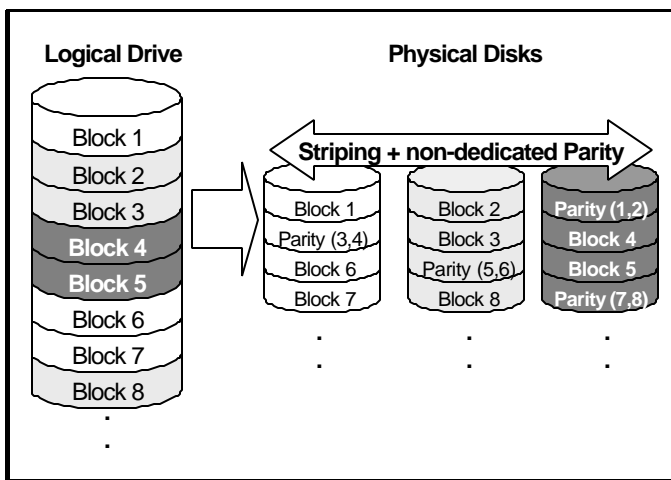 Logical Drive
Physical Disks
Striping + non-dedicated Parity
Block 1
Block 2
Block 3
Block 4
Block 5
Block 6
Block 7
Block 8
Block 1
Parity (3,4)
Block 6
Block 7
Block 2
Block 3
Parity (5,6)
Block 8
Parity (1,2)
Block 4
Block 5
Parity (7,8)